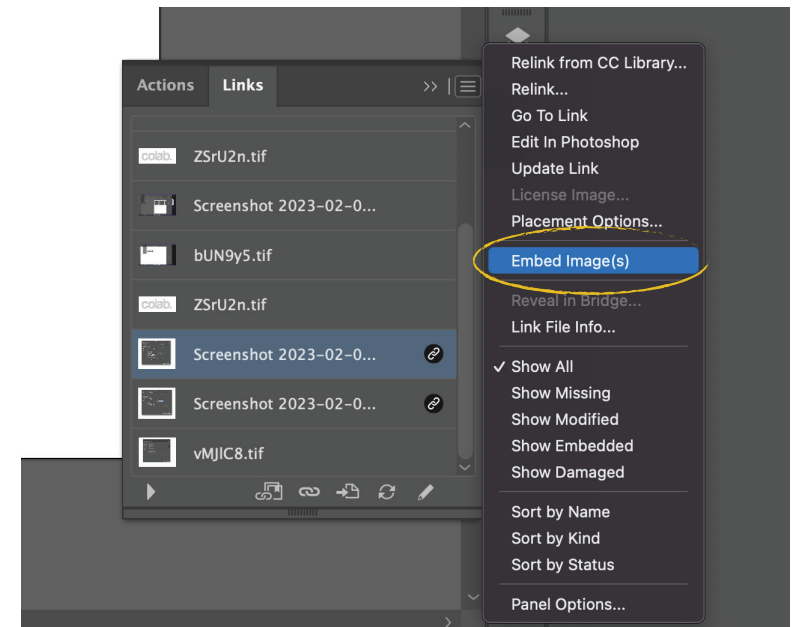 Actions
Links
colab.
ZSrU2n.tif
Screenshot 2023-02-0...
bUN9y5.tif
colab.
ZSrU2n.tif
Screenshot 2023-02-0...
Screenshot 2023-02-0...
vMJlC8.tif
Relink from CC Library...
Relink...
Go To Link
Edit In Photoshop
Update Link
License Image...
Placement Options...
Embed Image(s)
Reveal in Bridge...
Link File Info...
✓ Show All
Show Missing
Show Modified
Show Embedded
Show Damaged
Sort by Name
Sort by Kind
Sort by Status
Panel Options...